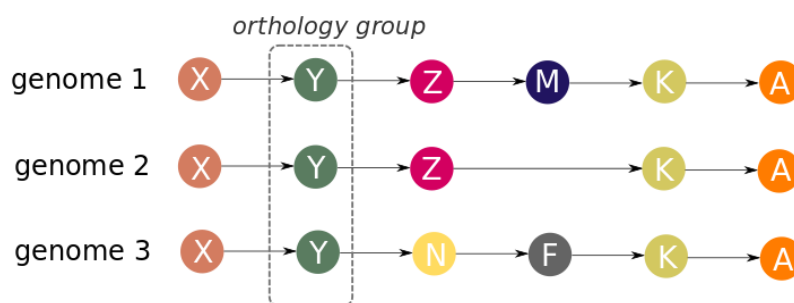 orthology group
genome 1 X Y Z M K A
genome 2 X Y Z K A
genome 3 X Y N F K A